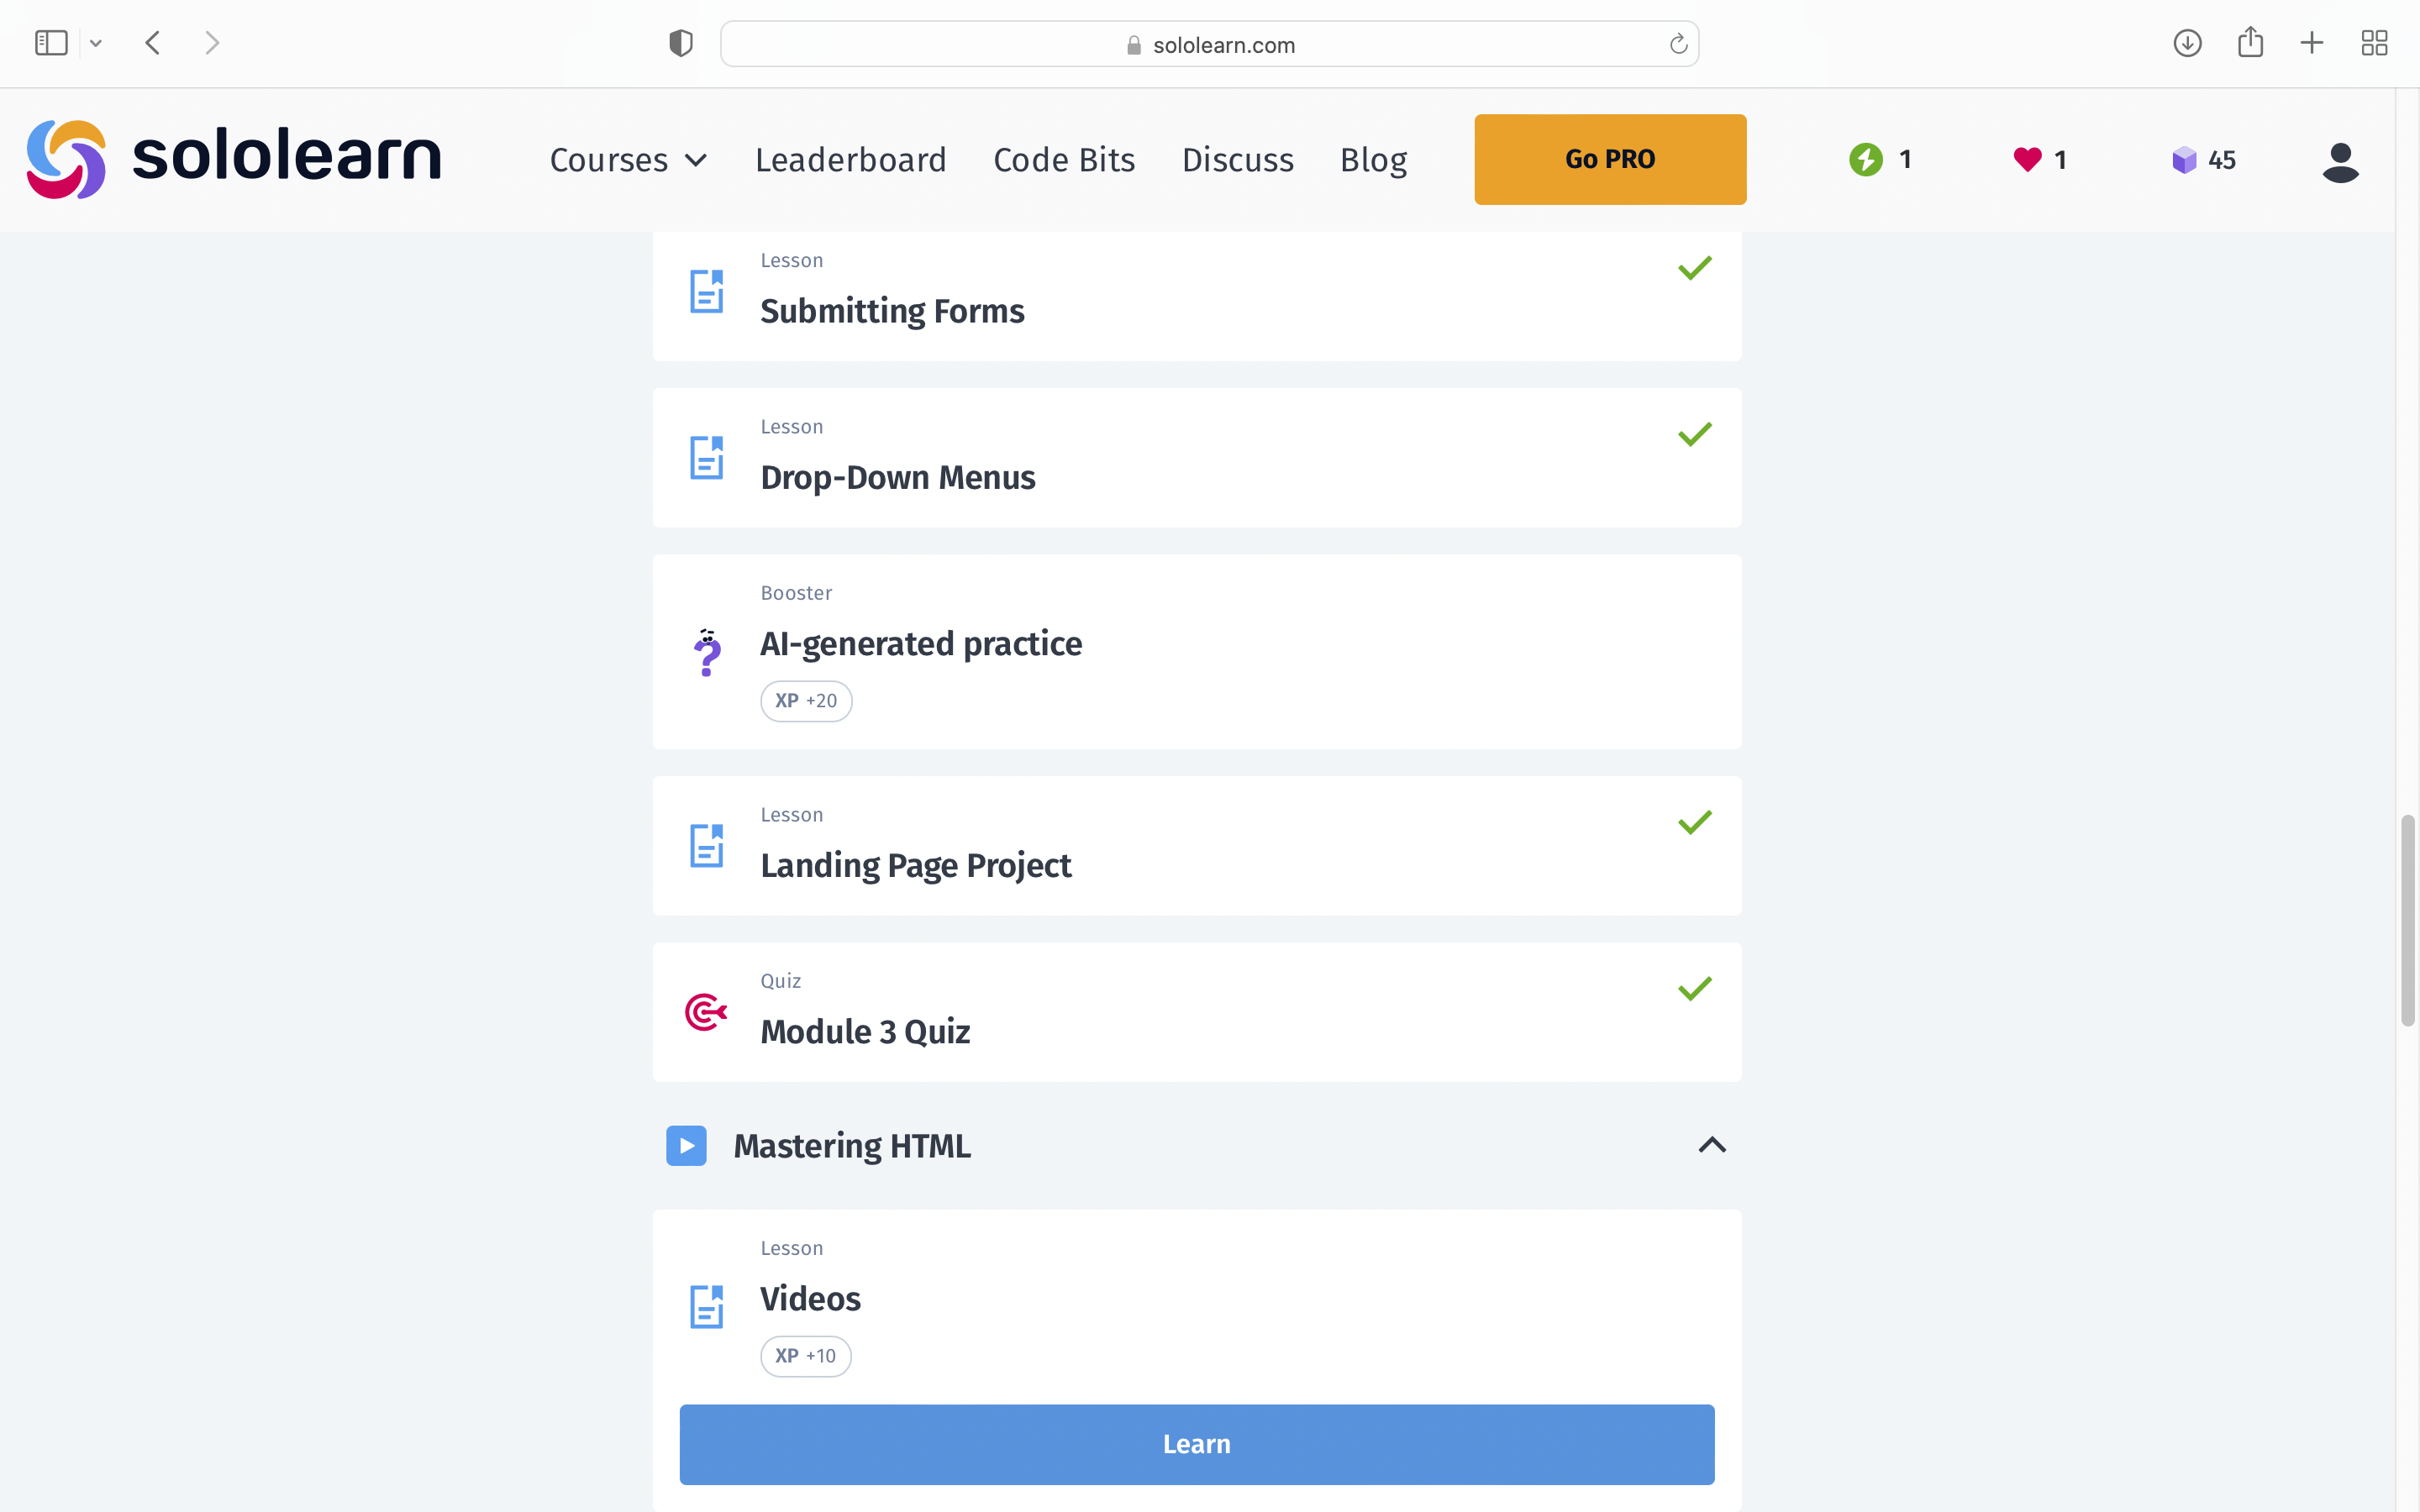 sololearn.com
sololearn
Courses Leaderboard Code Bits Discuss Blog Go PRO 1 1 45
Lesson
Submitting Forms
Lesson
Drop-Down Menus
Booster
AI-generated practice
XP +20
Lesson
Landing Page Project
Quiz
Module 3 Quiz
Mastering HTML
Lesson
Videos
XP +10
Learn